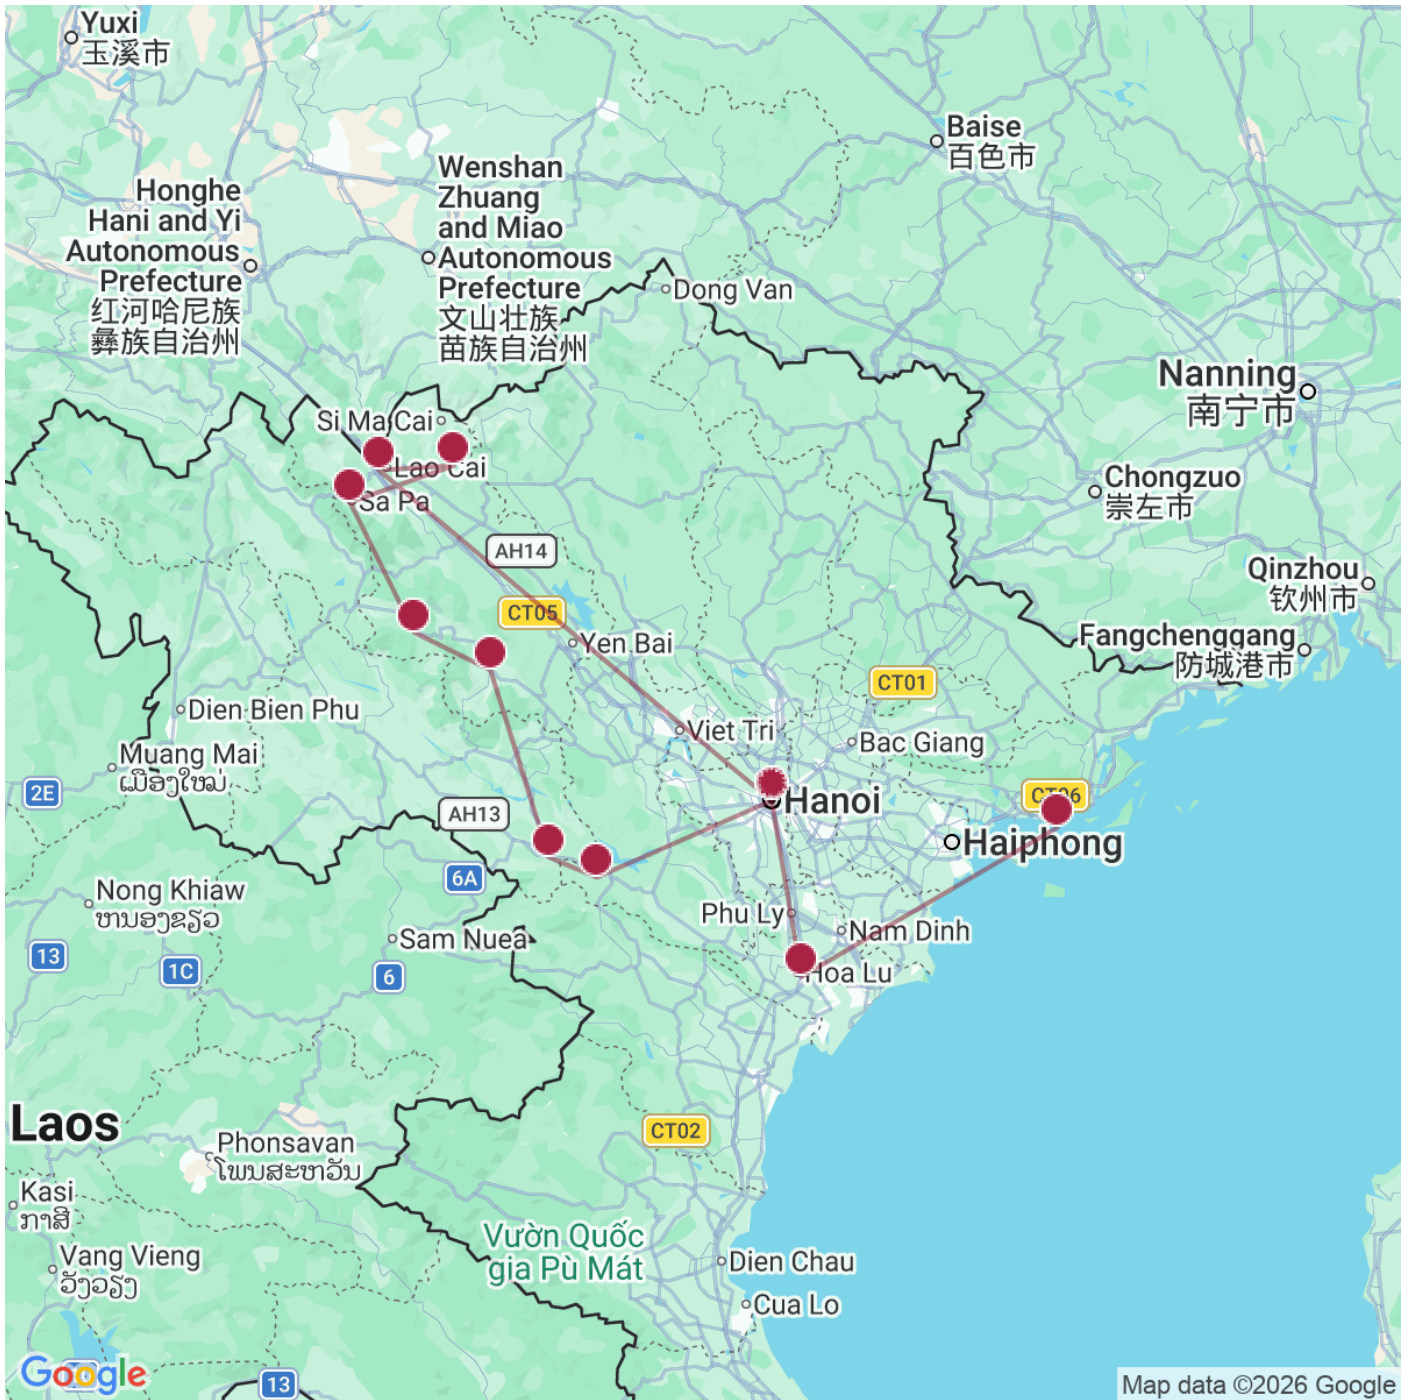 Yuxi
玉溪市
Baise
百色市
Wenshan
Zhuang
and Miao
Autonomous
Prefecture
文山壮族
苗族自治州
Honghe
Hani and Yi
Autonomous
Prefecture
红河哈尼族
彝族自治州
Dong Van
Nanning
南宁市
Si Ma Cai
Lao Cai
Sa Pa
Chongzuo
崇左市
AH14
Qinzhou
钦州市
CT05
Yen Bai
Fangchenggang
防城港市
CT01
Dien Bien Phu
Viet Tri
Bac Giang
Muang Mai
ເມືອງໃໝ່
2E
CT06
Hanoi
AH13
Haiphong
6A
Nong Khiaw
ຫນອງຂຽວ
Phu Ly
Nam Dinh
Sam Nuea
13
1C
6
Hoa Lu
Laos
CT02
Phonsavan
ໂພນສະຫວັນ
Kasi
ກາສີ
Vườn Quốc
gia Pù Mát
Vang Vieng
ວັງວຽງ
Dien Chau
Cua Lo
Google
13
Map data ©2026 Google